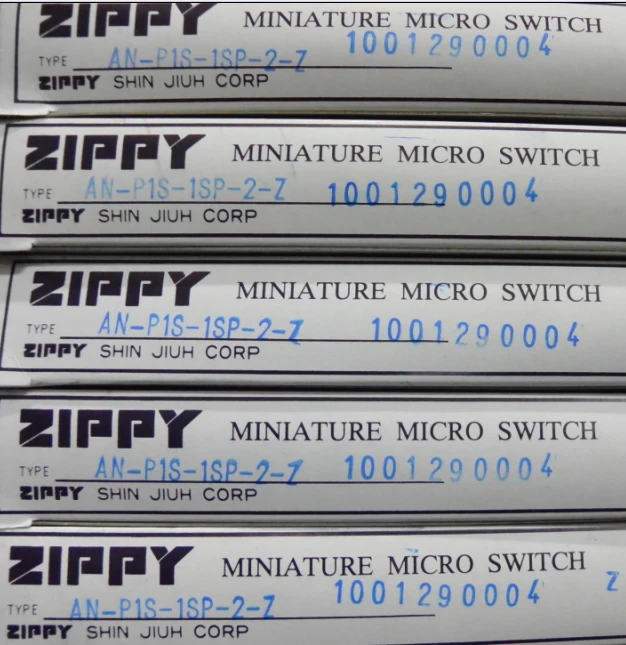 ZIPPY MINIATURE MICRO SWITCH
TYPE AN-P1S-1SP-2-Z 1001290004
ZIPPY SHIN JIUH CORP
ZIPPY MINIATURE MICRO SWITCH
TYPE AN-P1S-1SP-2-Z 1001290004
ZIPPY SHIN JIUH CORP
ZIPPY MINIATURE MICRO SWITCH
TYPE AN-P1S-1SP-2-Z 1001290004
ZIPPY SHIN JIUH CORP
ZIPPY MINIATURE MICRO SWITCH
TYPE AN-P1S-1SP-2-Z 1001290004
ZIPPY SHIN JIUH CORP
ZIPPY MINIATURE MICRO SWITCH
TYPE AN-P1S-1SP-2-Z 1001290004 Z
ZIPPY SHIN JIUH CORP